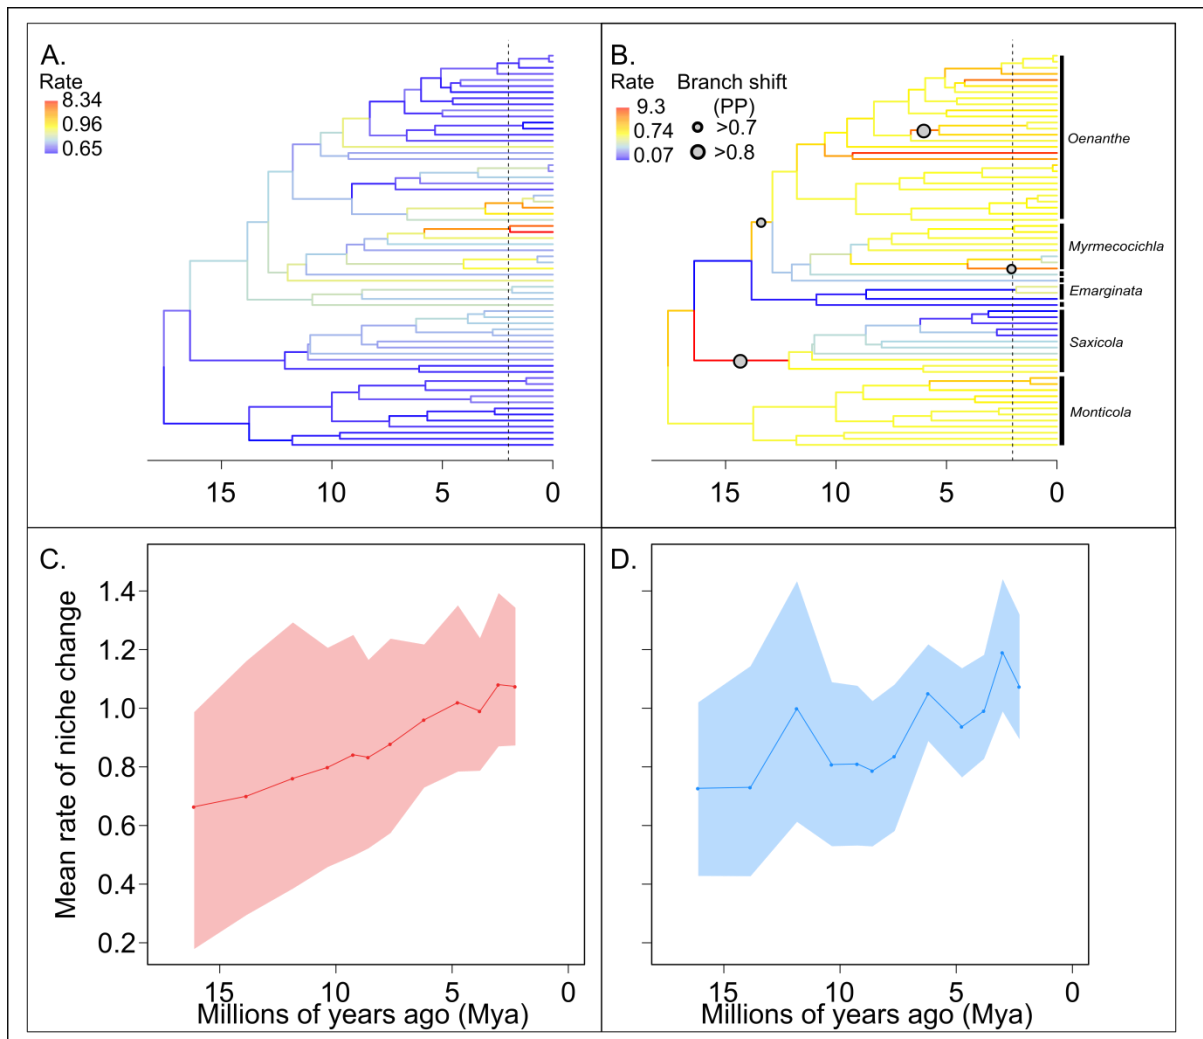 A.
Rate
8.34
0.96
0.65
15 10 5 0
B.
Rate
9.3
0.74
0.07
Branch shift
(PP)
>0.7
>0.8
Oenanthe
Myrmecocichla
Emarginata
Saxicola
Monticola
15 10 5 0
C.
Mean rate of niche change
1.4
1.2
1.0
0.8
0.6
0.4
0.2
15 10 5 0
Millions of years ago (Mya)
D.
15 10 5 0
Millions of years ago (Mya)